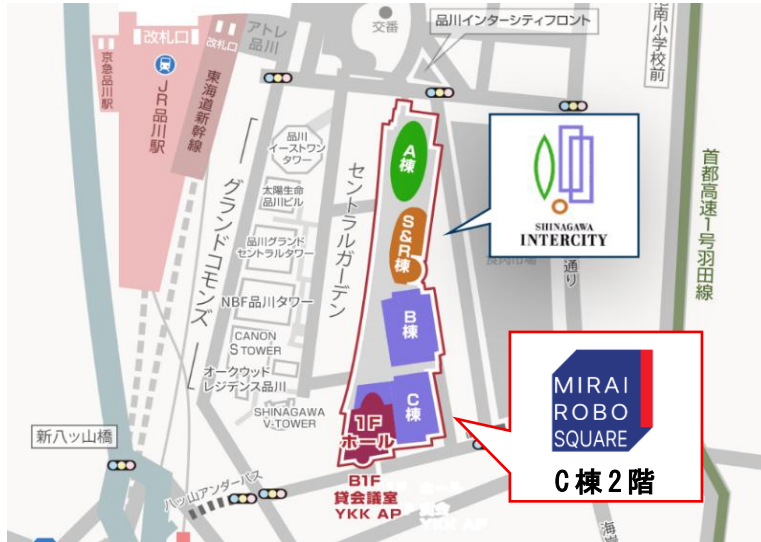 改札口
改札口
アトレ
品川
交番
品川インターシティフロント
南小学校前
京急品川駅
JR品川駅
東海道新幹線
品川
イーストワン
タワー
太陽生命
品川ビル
品川グランド
セントラルタワー
NBF品川タワー
CANON
S TOWER
オークウッド
レジデンス品川
SHINAGAWA
V-TOWER
グランドコモンズ
セントラルガーデン
A棟
S&R棟
B棟
C棟
1F
ホール
B1F
貸会議室
YKK AP
SHINAGAWA
INTERCITY
通り
首都高速1号羽田線
MIRAI
ROBO
SQUARE
C棟2階
新八ツ山橋
八ツ山アンダーパス
YKK AP
海岸